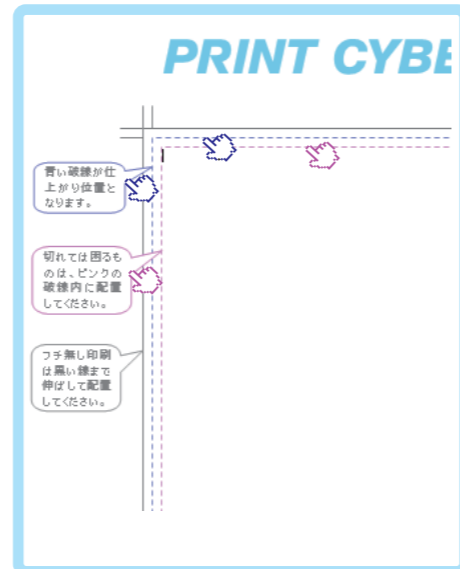 PRINT CYBE
青い破線が仕
上がり位置と
なります。
切れては困るも
のは、ピンクの
破線内に配置
してください。
フチ無し印刷
は黒い線まで
伸ばして配置
してください。